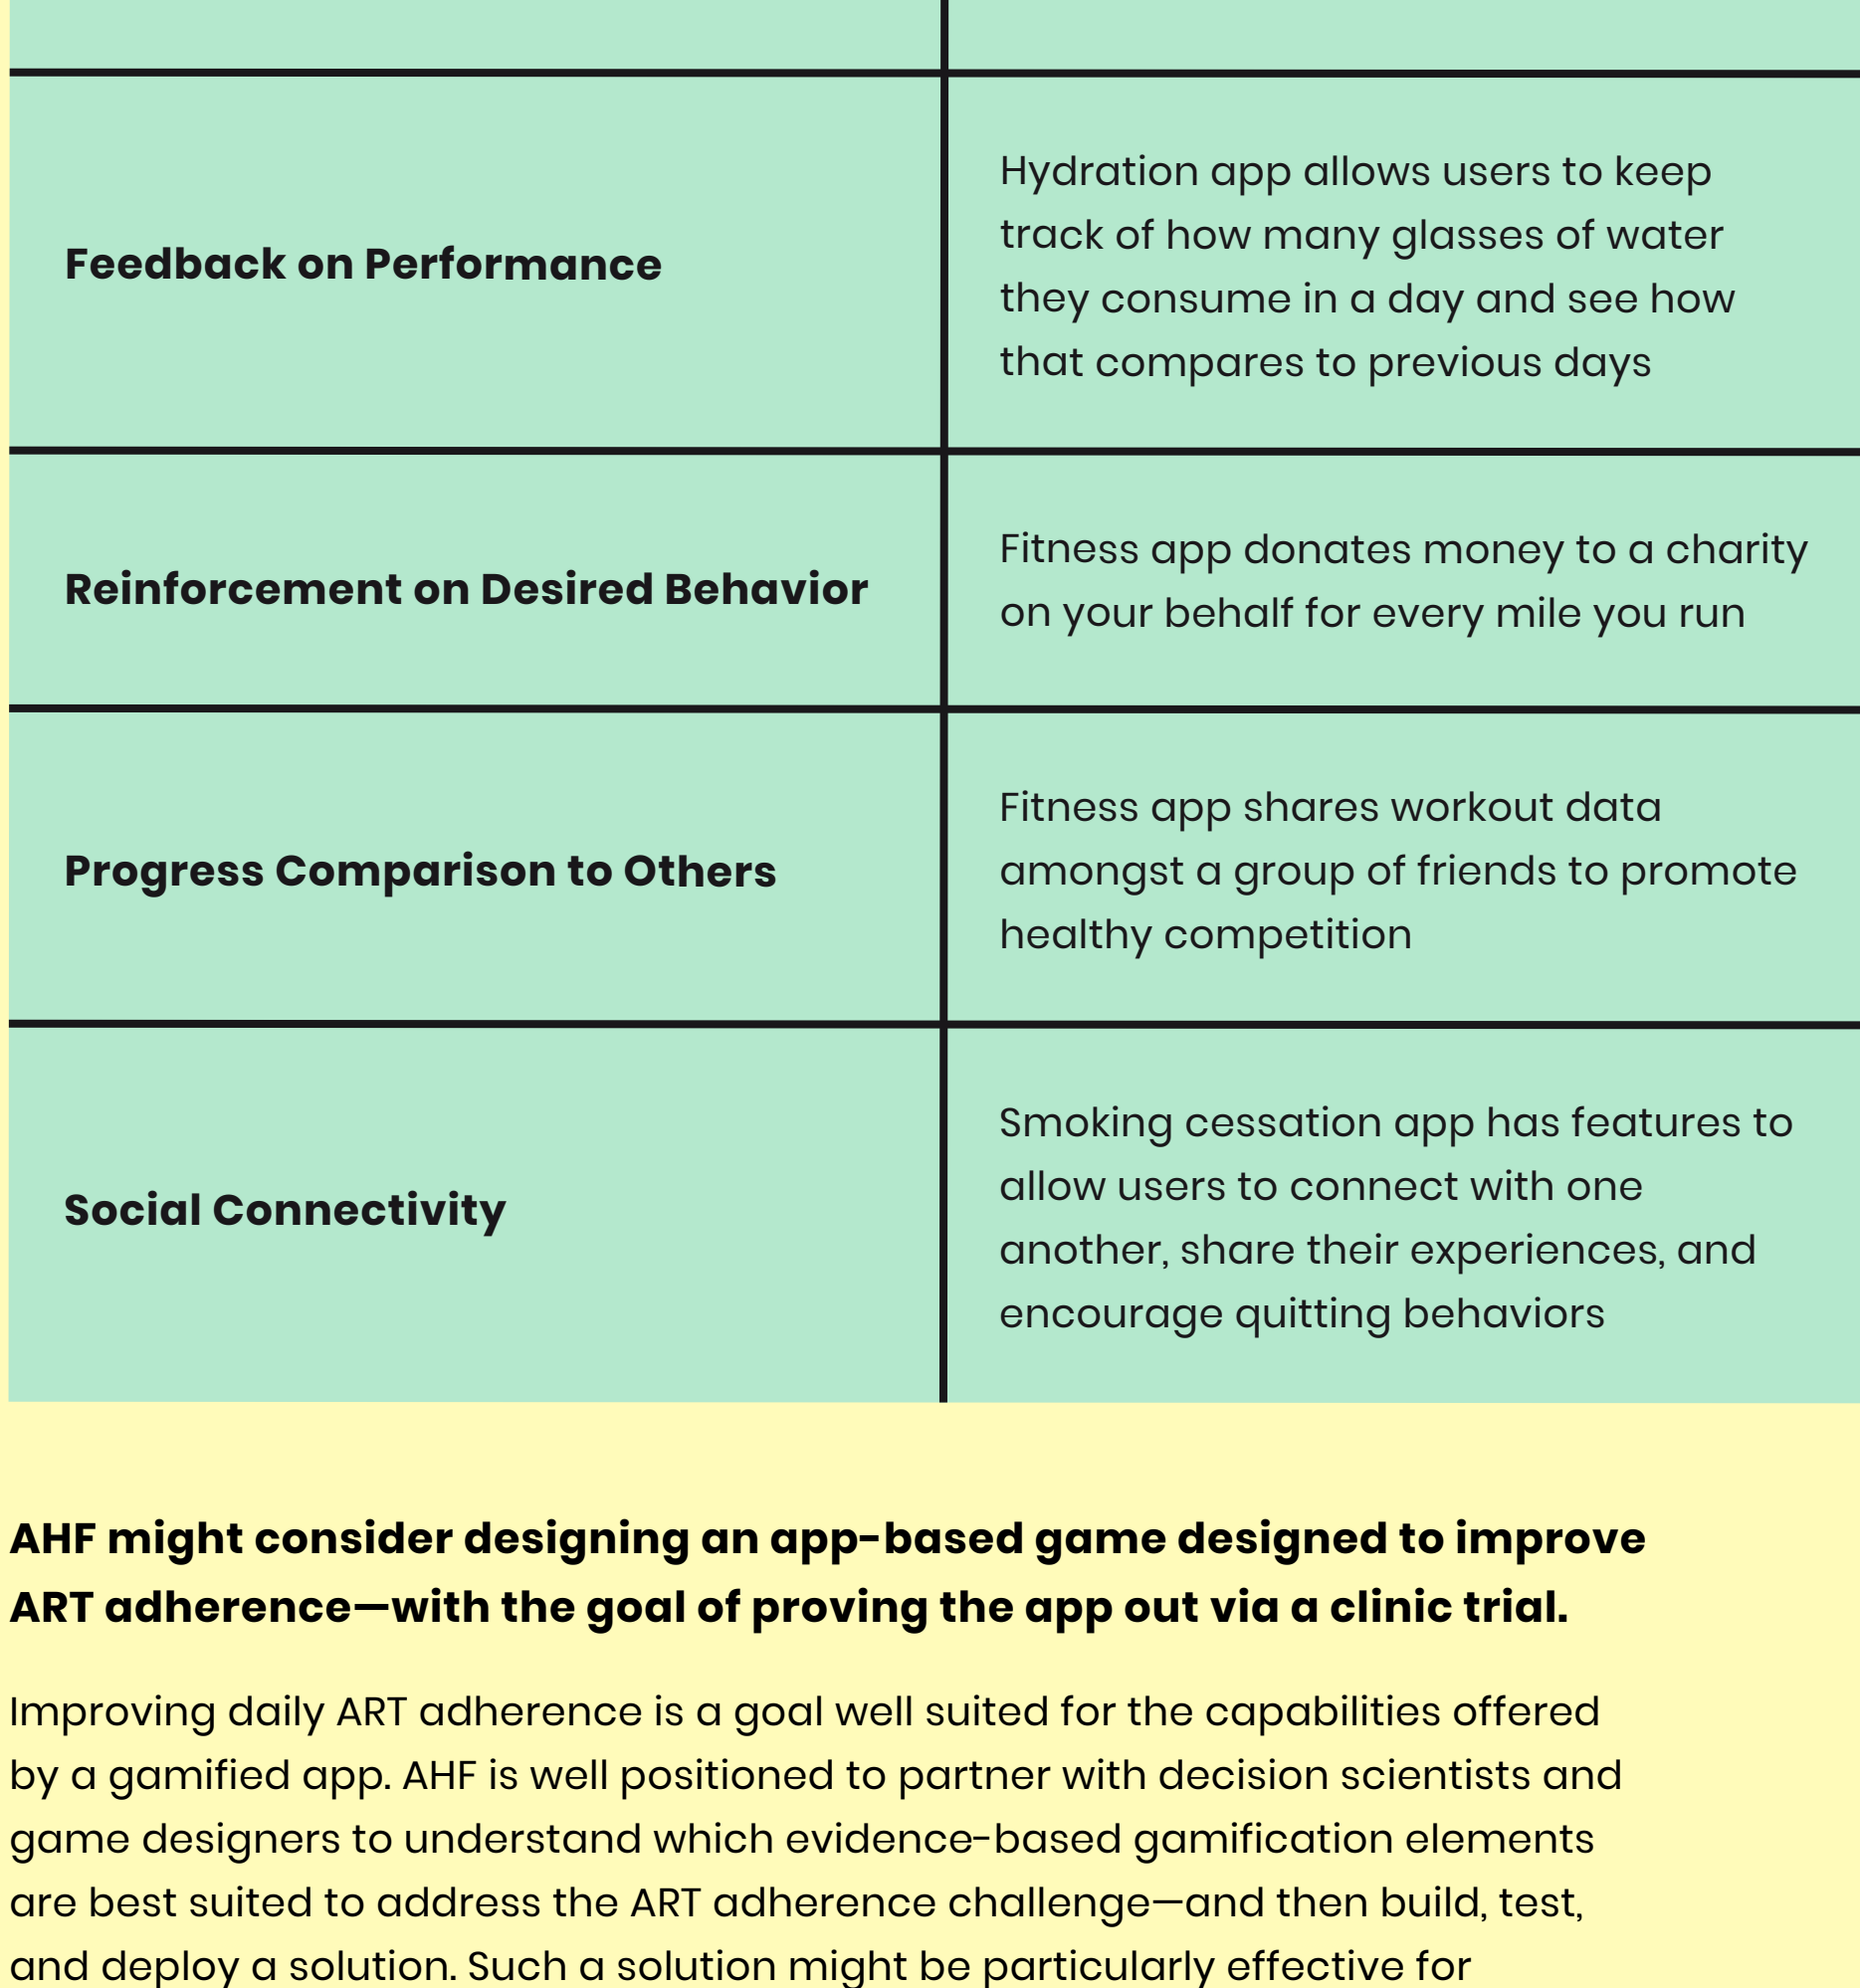 Feedback on Performance
Hydration app allows users to keep
track of how many glasses of water
they consume in a day and see how
that compares to previous days
Reinforcement on Desired Behavior
Fitness app donates money to a charity
on your behalf for every mile you run
Progress Comparison to Others
Fitness app shares workout data
amongst a group of friends to promote
healthy competition
Social Connectivity
Smoking cessation app has features to
allow users to connect with one
another, share their experiences, and
encourage quitting behaviors
AHF might consider designing an app-based game designed to improve
ART adherence—with the goal of proving the app out via a clinic trial.
Improving daily ART adherence is a goal well suited for the capabilities offered
by a gamified app. AHF is well positioned to partner with decision scientists and
game designers to understand which evidence-based gamification elements
are best suited to address the ART adherence challenge—and then build, test,
and deploy a solution. Such a solution might be particularly effective for